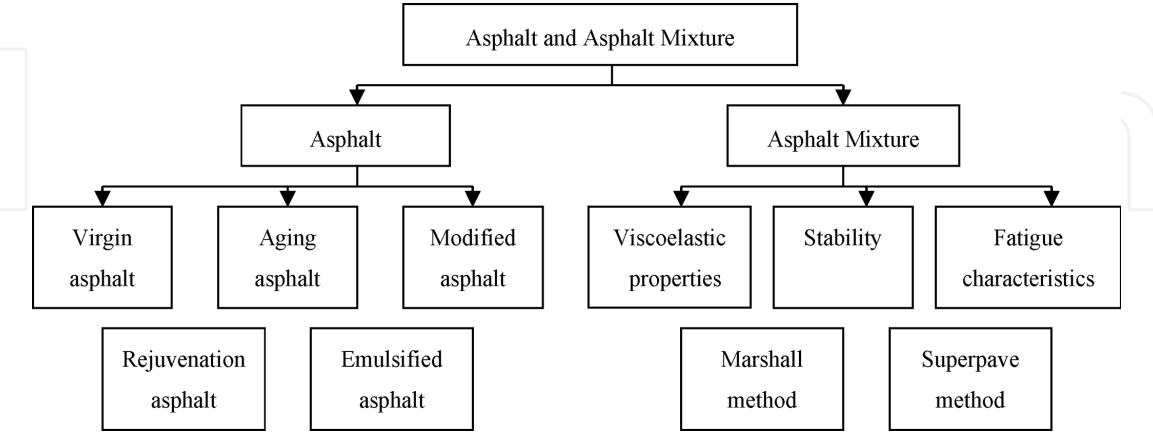 Asphalt and Asphalt Mixture
Asphalt
Asphalt Mixture
Virgin
asphalt
Aging
asphalt
Modified
asphalt
Viscoelastic
properties
Stability
Fatigue
characteristics
Rejuvenation
asphalt
Emulsified
asphalt
Marshall
method
Superpave
method